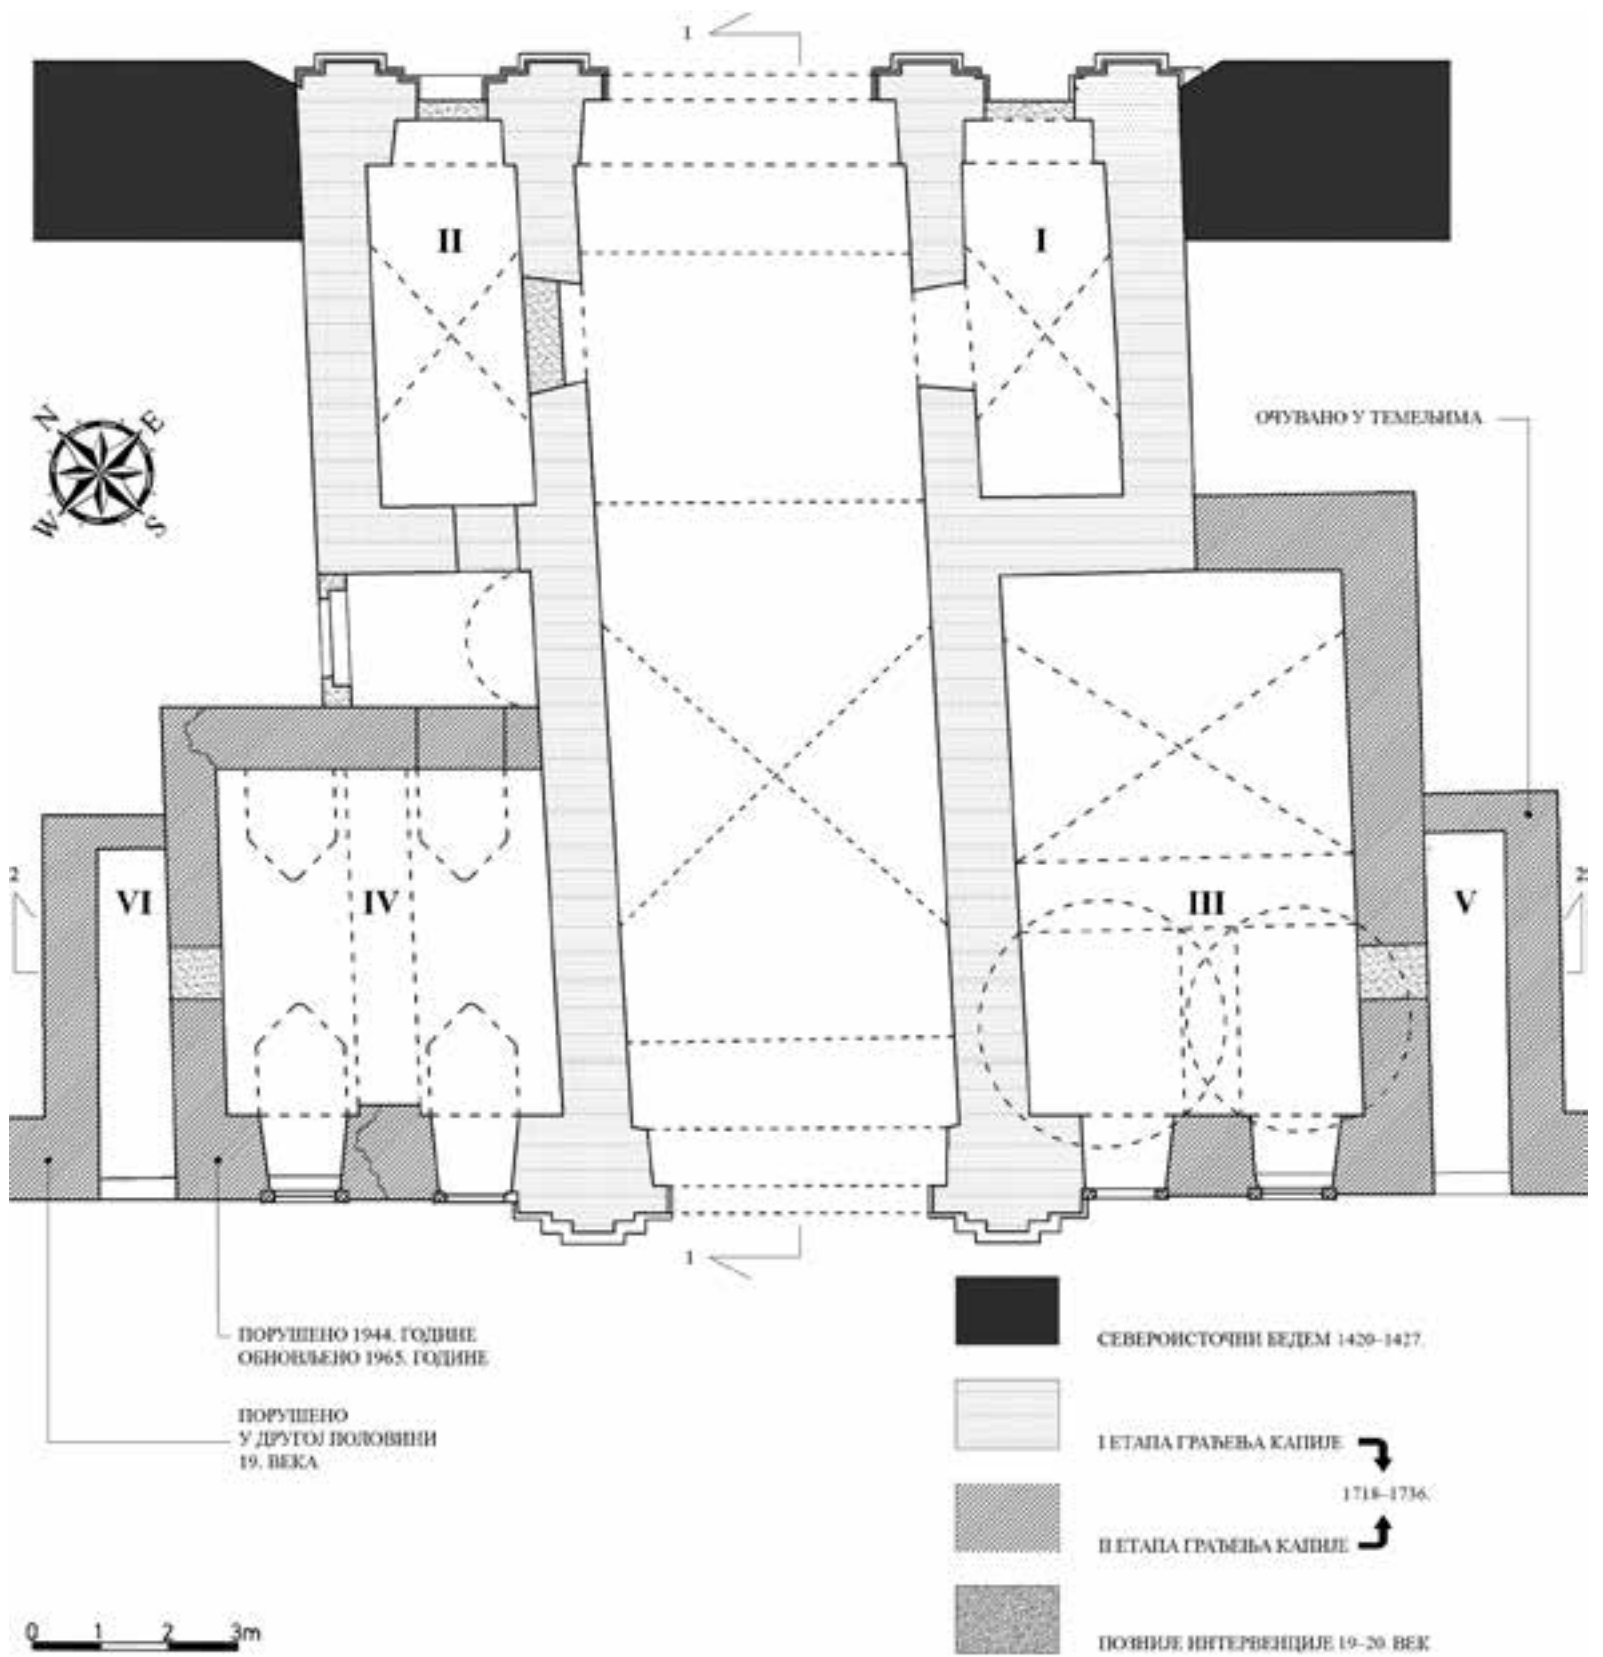 1
II
I
N
E
W
S
ОЧУВАНО У ТЕМЕЉИМА
2
VI
IV
III
V
2
1
ПОРУШЕНО 1944. ГОДИНЕ
ОБНОВЉЕНО 1965. ГОДИНЕ
ПОРУШЕНО
У ДРУГОЈ ПОЛОВИНИ
19. ВЕКА
СЕВЕРОИСТОЧНИ БЕДЕМ 1420–1427.
I ЕТАПА ГРАЂЕЊА КАПИЈЕ
1718–1736.
II ЕТАПА ГРАЂЕЊА КАПИЈЕ
ПОЗНИЈЕ ИНТЕРВЕНЦИЈЕ 19–20. ВЕК
0 1 2 3m